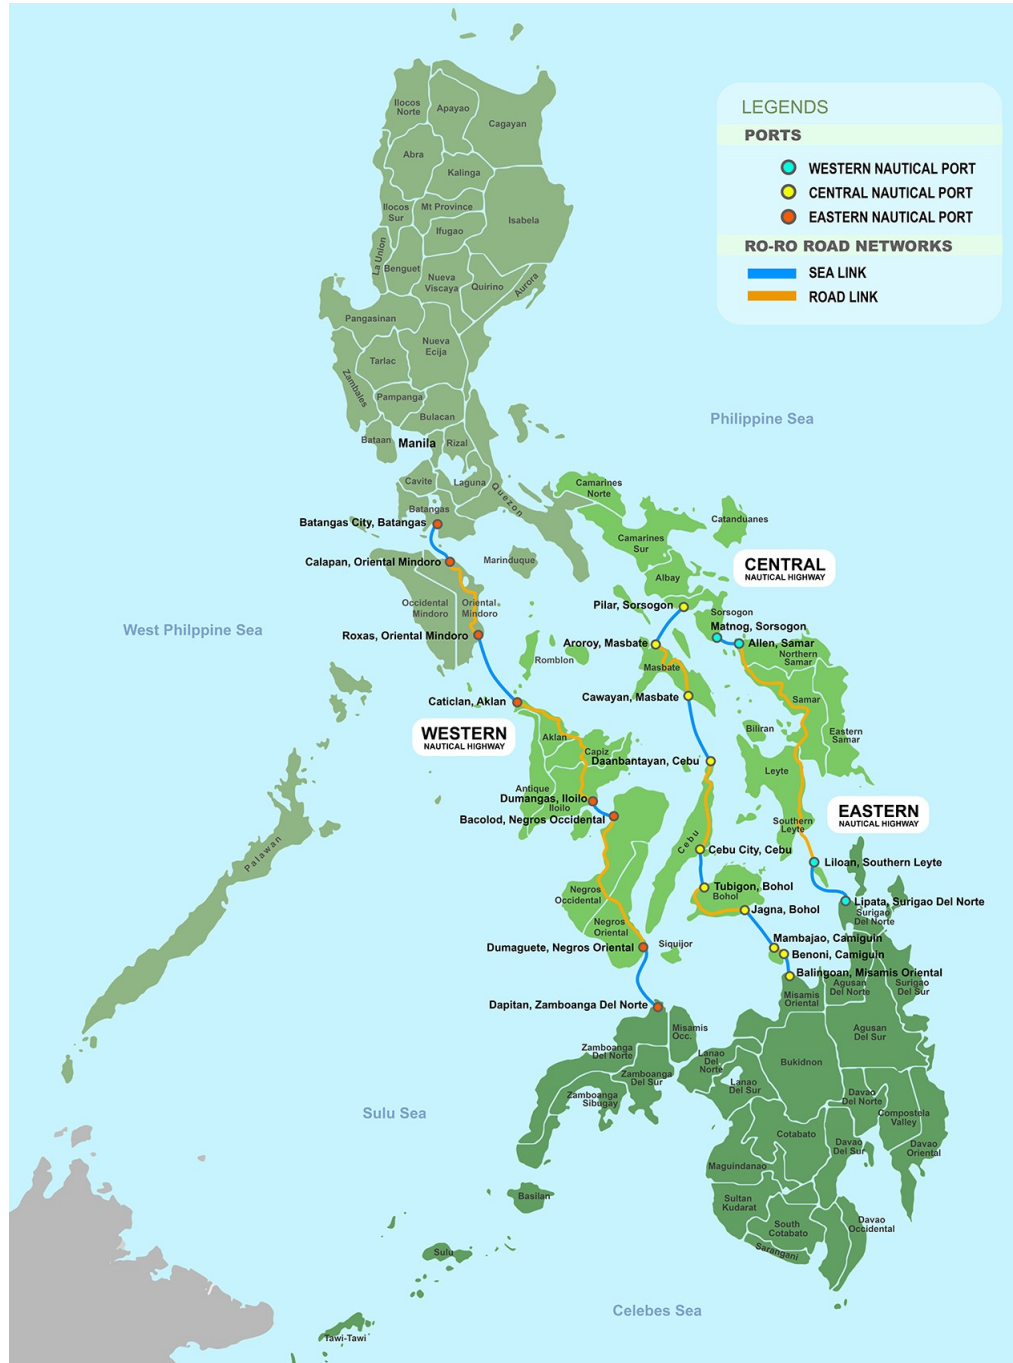 LEGENDS
PORTS
WESTERN NAUTICAL PORT
CENTRAL NAUTICAL PORT
EASTERN NAUTICAL PORT
RO-RO ROAD NETWORKS
SEA LINK
ROAD LINK
Ilocos
Norte
Apayao
Cagayan
Abra
Kalinga
Ilocos
Sur
Mt Province
Isabela
Ifugao
La Union
Benguet
Nueva
Viscaya
Quirino
Aurora
Pangasinan
Nueva
Ecija
Tarlac
Zambales
Pampanga
Bulacan
Philippine Sea
Bataan
Manila
Rizal
Cavite
Laguna
Quezon
Camarines
Norte
Batangas
Batangas City, Batangas
Catanduanes
Camarines
Sur
Calapan, Oriental Mindoro
Marinduque
CENTRAL
NAUTICAL HIGHWAY
Albay
Occidental
Mindoro
Oriental
Mindoro
Pilar, Sorsogon
Sorsogon
Matnog, Sorsogon
West Philppine Sea
Roxas, Oriental Mindoro
Aroroy, Masbate
Allen, Samar
Northern
Samar
Romblon
Masbate
Caticlan, Aklan
Cawayan, Masbate
Samar
WESTERN
NAUTICAL HIGHWAY
Aklan
Capiz
Biliran
Eastern
Samar
Daanbantayan, Cebu
Leyte
Antique
Dumangas, Iloilo
Iloilo
Bacolod, Negros Occidental
EASTERN
NAUTICAL HIGHWAY
Southern
Leyte
Palawan
Cebu
Cebu City, Cebu
Liloan, Southern Leyte
Negros
Occidental
Tubigon, Bohol
Bohol
Jagna, Bohol
Lipata, Surigao Del Norte
Surigao
Del Norte
Negros
Oriental
Dumaguete, Negros Oriental
Siquijor
Mambajao, Camiguin
Benoni, Camiguin
Balingoan, Misamis Oriental
Agusan
Del Norte
Surigao
Del Sur
Misamis
Oriental
Dapitan, Zamboanga Del Norte
Misamis
Occ.
Agusan
Del Sur
Zamboanga
Del Norte
Lanao
Del
Norte
Bukidnon
Zamboanga
Del Sur
Lanao
Del Sur
Zamboanga
Sibugay
Davao
Del Norte
Compostela
Valley
Sulu Sea
Cotabato
Davao
Del Sur
Davao
Oriental
Maguindanao
Basilan
Sultan
Kudarat
South
Cotabato
Davao
Occidental
Sarangani
Sulu
Celebes Sea
Tawi-Tawi